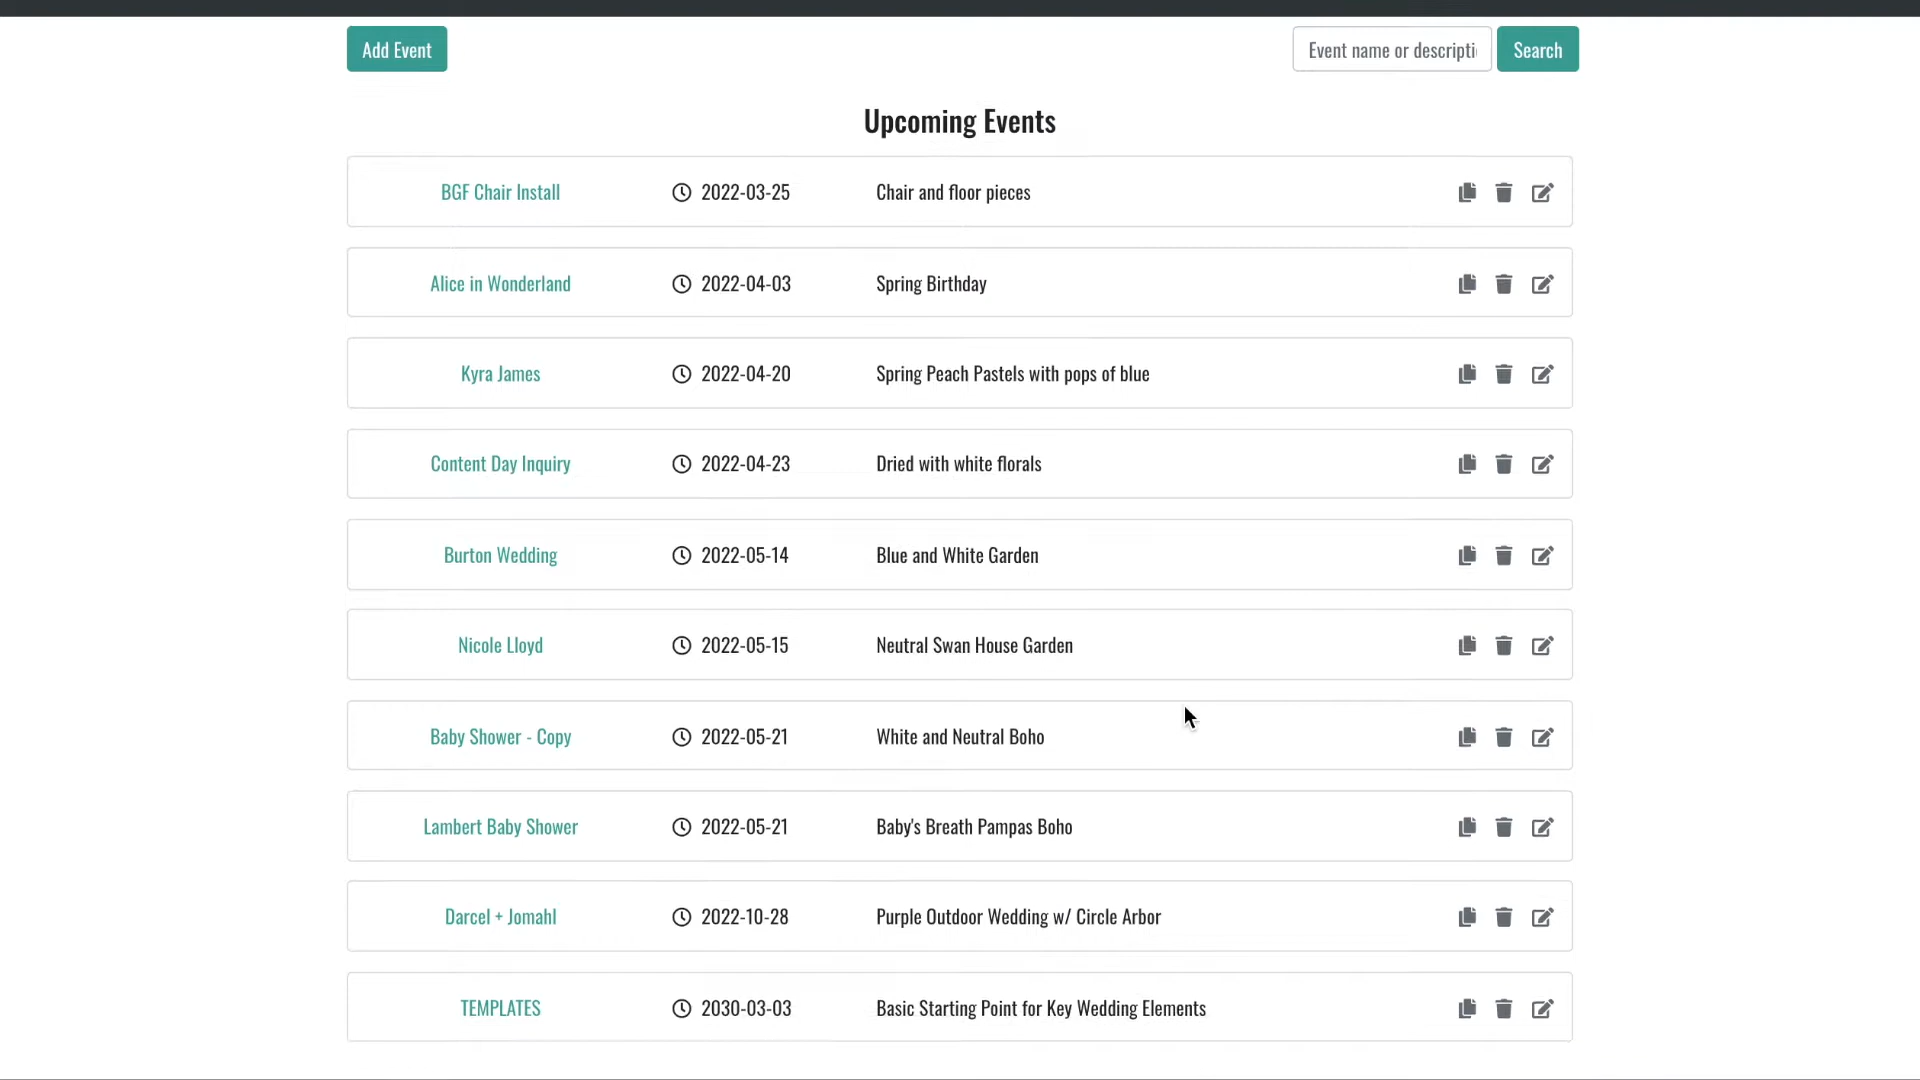 Add Event
Event name or descripti
Search
Upcoming Events
BGF Chair Install 2022-03-25 Chair and floor pieces
Alice in Wonderland 2022-04-03 Spring Birthday
Kyra James 2022-04-20 Spring Peach Pastels with pops of blue
Content Day Inquiry 2022-04-23 Dried with white florals
Burton Wedding 2022-05-14 Blue and White Garden
Nicole Lloyd 2022-05-15 Neutral Swan House Garden
Baby Shower - Copy 2022-05-21 White and Neutral Boho
Lambert Baby Shower 2022-05-21 Baby's Breath Pampas Boho
Darcel + Jomahl 2022-10-28 Purple Outdoor Wedding w/ Circle Arbor
TEMPLATES 2030-03-03 Basic Starting Point for Key Wedding Elements